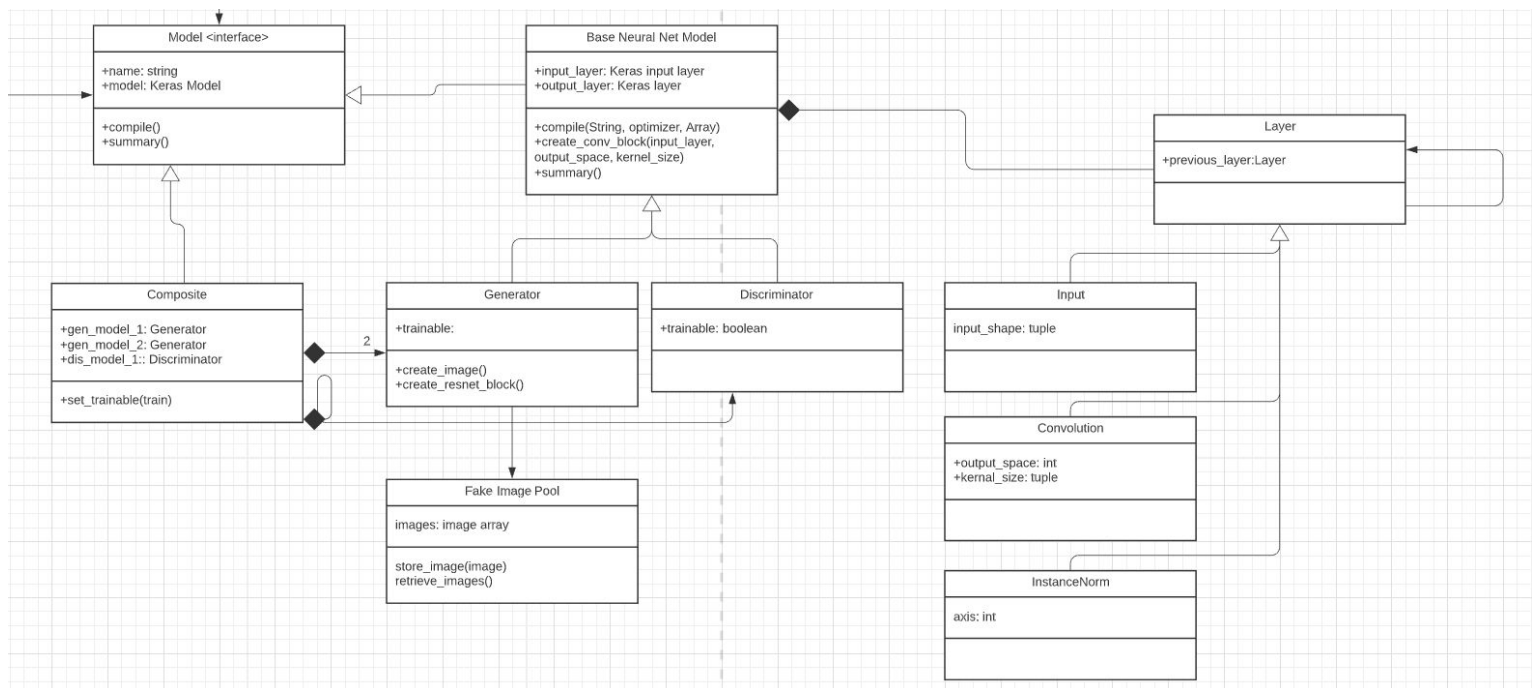 Model <interface>
+name: string
+model: Keras Model
+compile()
+summary()
Base Neural Net Model
+input_layer: Keras input layer
+output_layer: Keras layer
+compile(String, optimizer, Array)
+create_conv_block(input_layer,
output_space, kernel_size)
+summary()
Layer
+previous_layer:Layer
Composite
+gen_model_1: Generator
+gen_model_2: Generator
+dis_model_1:: Discriminator
+set_trainable(train)
2
Generator
+trainable:
+create_image()
+create_resnet_block()
Discriminator
+trainable: boolean
Input
input_shape: tuple
Convolution
+output_space: int
+kernal_size: tuple
Fake Image Pool
images: image array
store_image(image)
retrieve_images()
InstanceNorm
axis: int